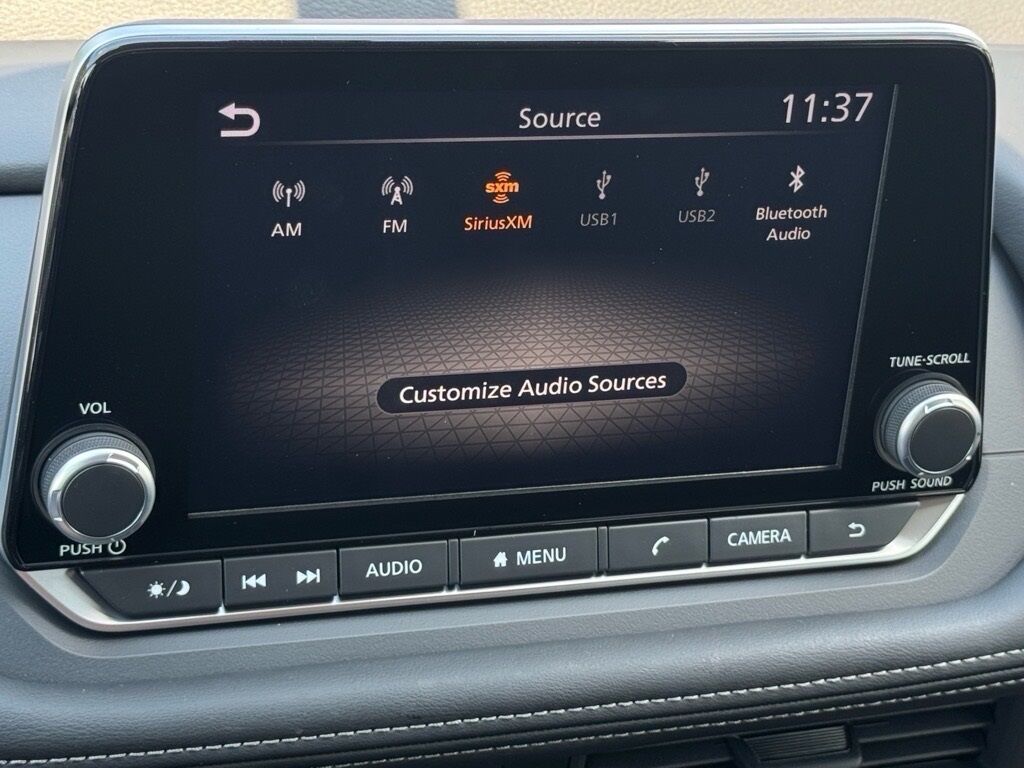 Source
11:37
sxm
AM
FM
SiriusXM
USB1
USB2
Bluetooth
Audio
Customize Audio Sources
VOL
PUSH
TUNE·SCROLL
PUSH SOUND
AUDIO
MENU
CAMERA